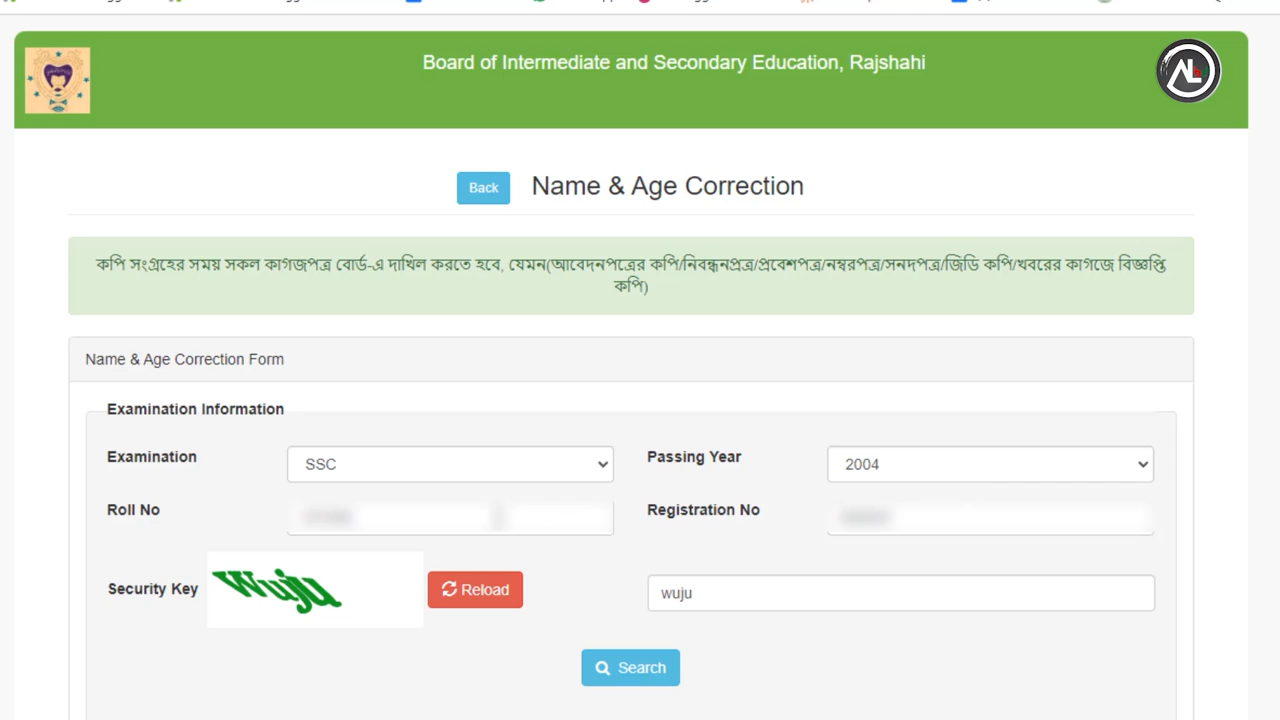 Board of Intermediate and Secondary Education, Rajshahi
Back
Name & Age Correction
কপি সংগ্রহের সময় সকল কাগজপত্র বোর্ড-এ দাখিল করতে হবে, যেমন(আবেদনপত্রের কপি/নিবন্ধনপ্রত্র/প্রবেশপত্র/নম্বরপত্র/সনদপত্র/জিডি কপি/খবরের কাগজে বিজ্ঞপ্তি
কপি)
Name & Age Correction Form
Examination Information
Examination SSC Passing Year 2004
Roll No Registration No
Security Key Wuju Reload wuju
Search